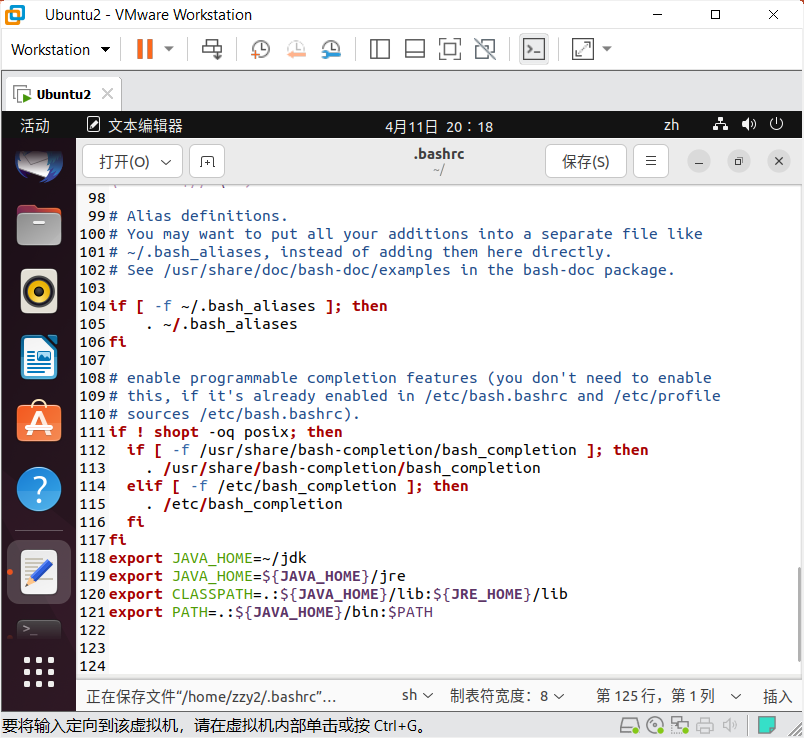 Ubuntu2 - VMware Workstation
Workstation
Ubuntu2
活动 文本编辑器 4月11日 20：18 zh
打开(O) .bashrc 保存(S)
~/
98
99 # Alias definitions.
100 # You may want to put all your additions into a separate file like
101 # ~/.bash_aliases, instead of adding them here directly.
102 # See /usr/share/doc/bash-doc/examples in the bash-doc package.
103
104 if [ -f ~/.bash_aliases ]; then
105     . ~/.bash_aliases
106 fi
107
108 # enable programmable completion features (you don't need to enable
109 # this, if it's already enabled in /etc/bash.bashrc and /etc/profile
110 # sources /etc/bash.bashrc).
111 if ! shopt -oq posix; then
112   if [ -f /usr/share/bash-completion/bash_completion ]; then
113     . /usr/share/bash-completion/bash_completion
114   elif [ -f /etc/bash_completion ]; then
115     . /etc/bash_completion
116   fi
117 fi
118 export JAVA_HOME=~/jdk
119 export JAVA_HOME=${JAVA_HOME}/jre
120 export CLASSPATH=.:${JAVA_HOME}/lib:${JRE_HOME}/lib
121 export PATH=.:${JAVA_HOME}/bin:$PATH
122
123
124
正在保存文件“/home/zzy2/.bashrc”… sh 制表符宽度：8 第 125 行，第 1 列 插入
要将输入定向到该虚拟机，请在虚拟机内部单击或按 Ctrl+G。